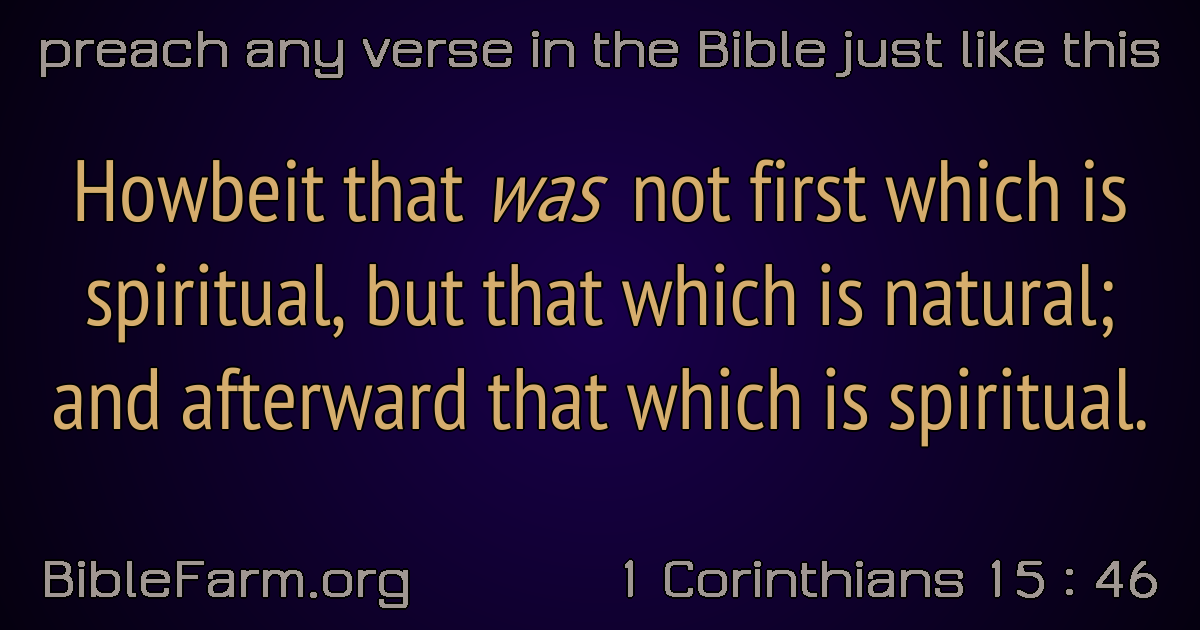 preach any verse in the Bible just like this
Howbeit that was not first which is
spiritual, but that which is natural;
and afterward that which is spiritual.
BibleFarm.org
1 Corinthians 15 : 46